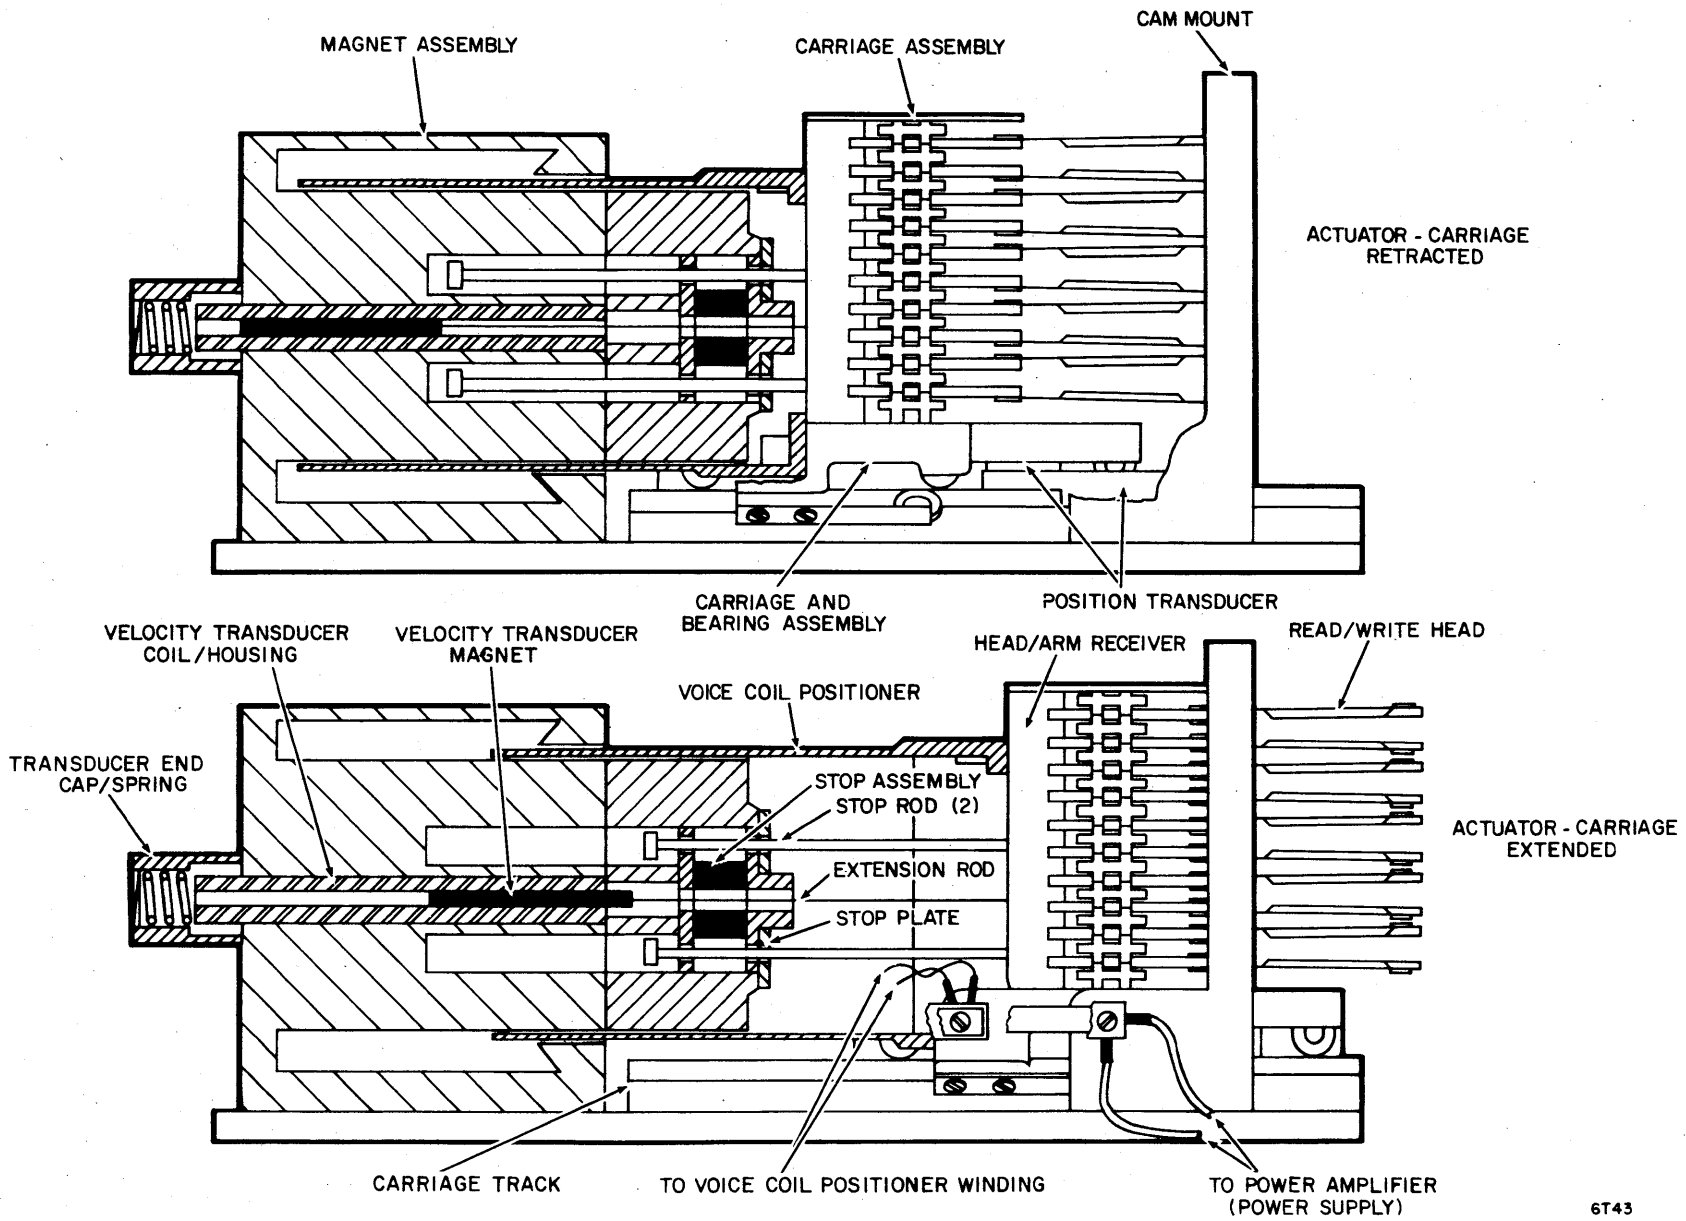 CAM MOUNT
MAGNET ASSEMBLY
CARRIAGE ASSEMBLY
ACTUATOR - CARRIAGE
RETRACTED
CARRIAGE AND
BEARING ASSEMBLY
POSITION TRANSDUCER
VELOCITY TRANSDUCER
COIL/HOUSING
VELOCITY TRANSDUCER
MAGNET
HEAD/ARM RECEIVER
READ/WRITE HEAD
VOICE COIL POSITIONER
TRANSDUCER END
CAP/SPRING
STOP ASSEMBLY
STOP ROD (2)
EXTENSION ROD
STOP PLATE
ACTUATOR - CARRIAGE
EXTENDED
CARRIAGE TRACK
TO VOICE COIL POSITIONER WINDING
TO POWER AMPLIFIER
(POWER SUPPLY)
6T43